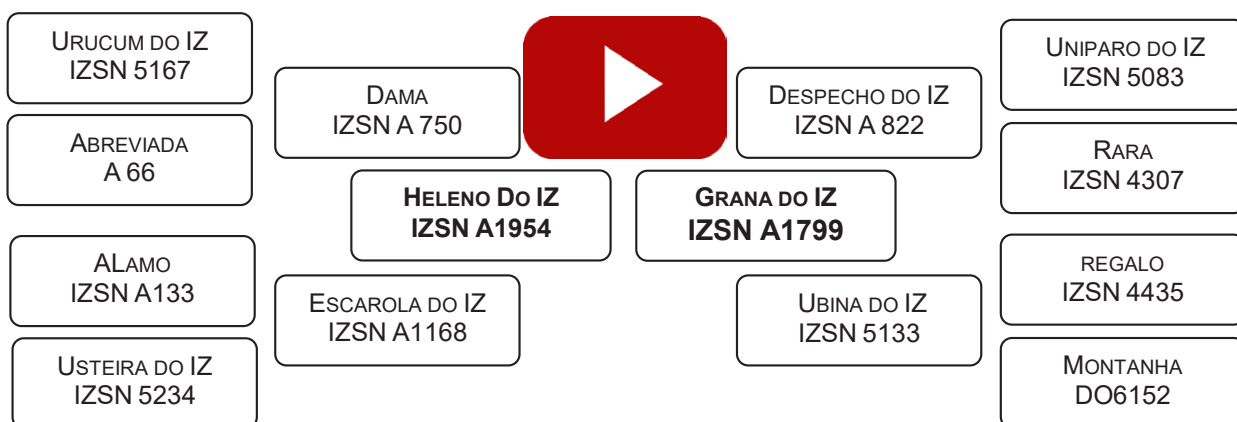 Urucum do IZ
IZSN 5167
Abreviada
A 66
ALamo
IZSN A133
Usteira do IZ
IZSN 5234
Dama
IZSN A 750
Escarola do IZ
IZSN A1168
Heleno Do IZ
IZSN A1954
Grana do IZ
IZSN A1799
Despecho do IZ
IZSN A 822
Ubina do IZ
IZSN 5133
Uniparo do IZ
IZSN 5083
Rara
IZSN 4307
regalo
IZSN 4435
Montanha
DO6152